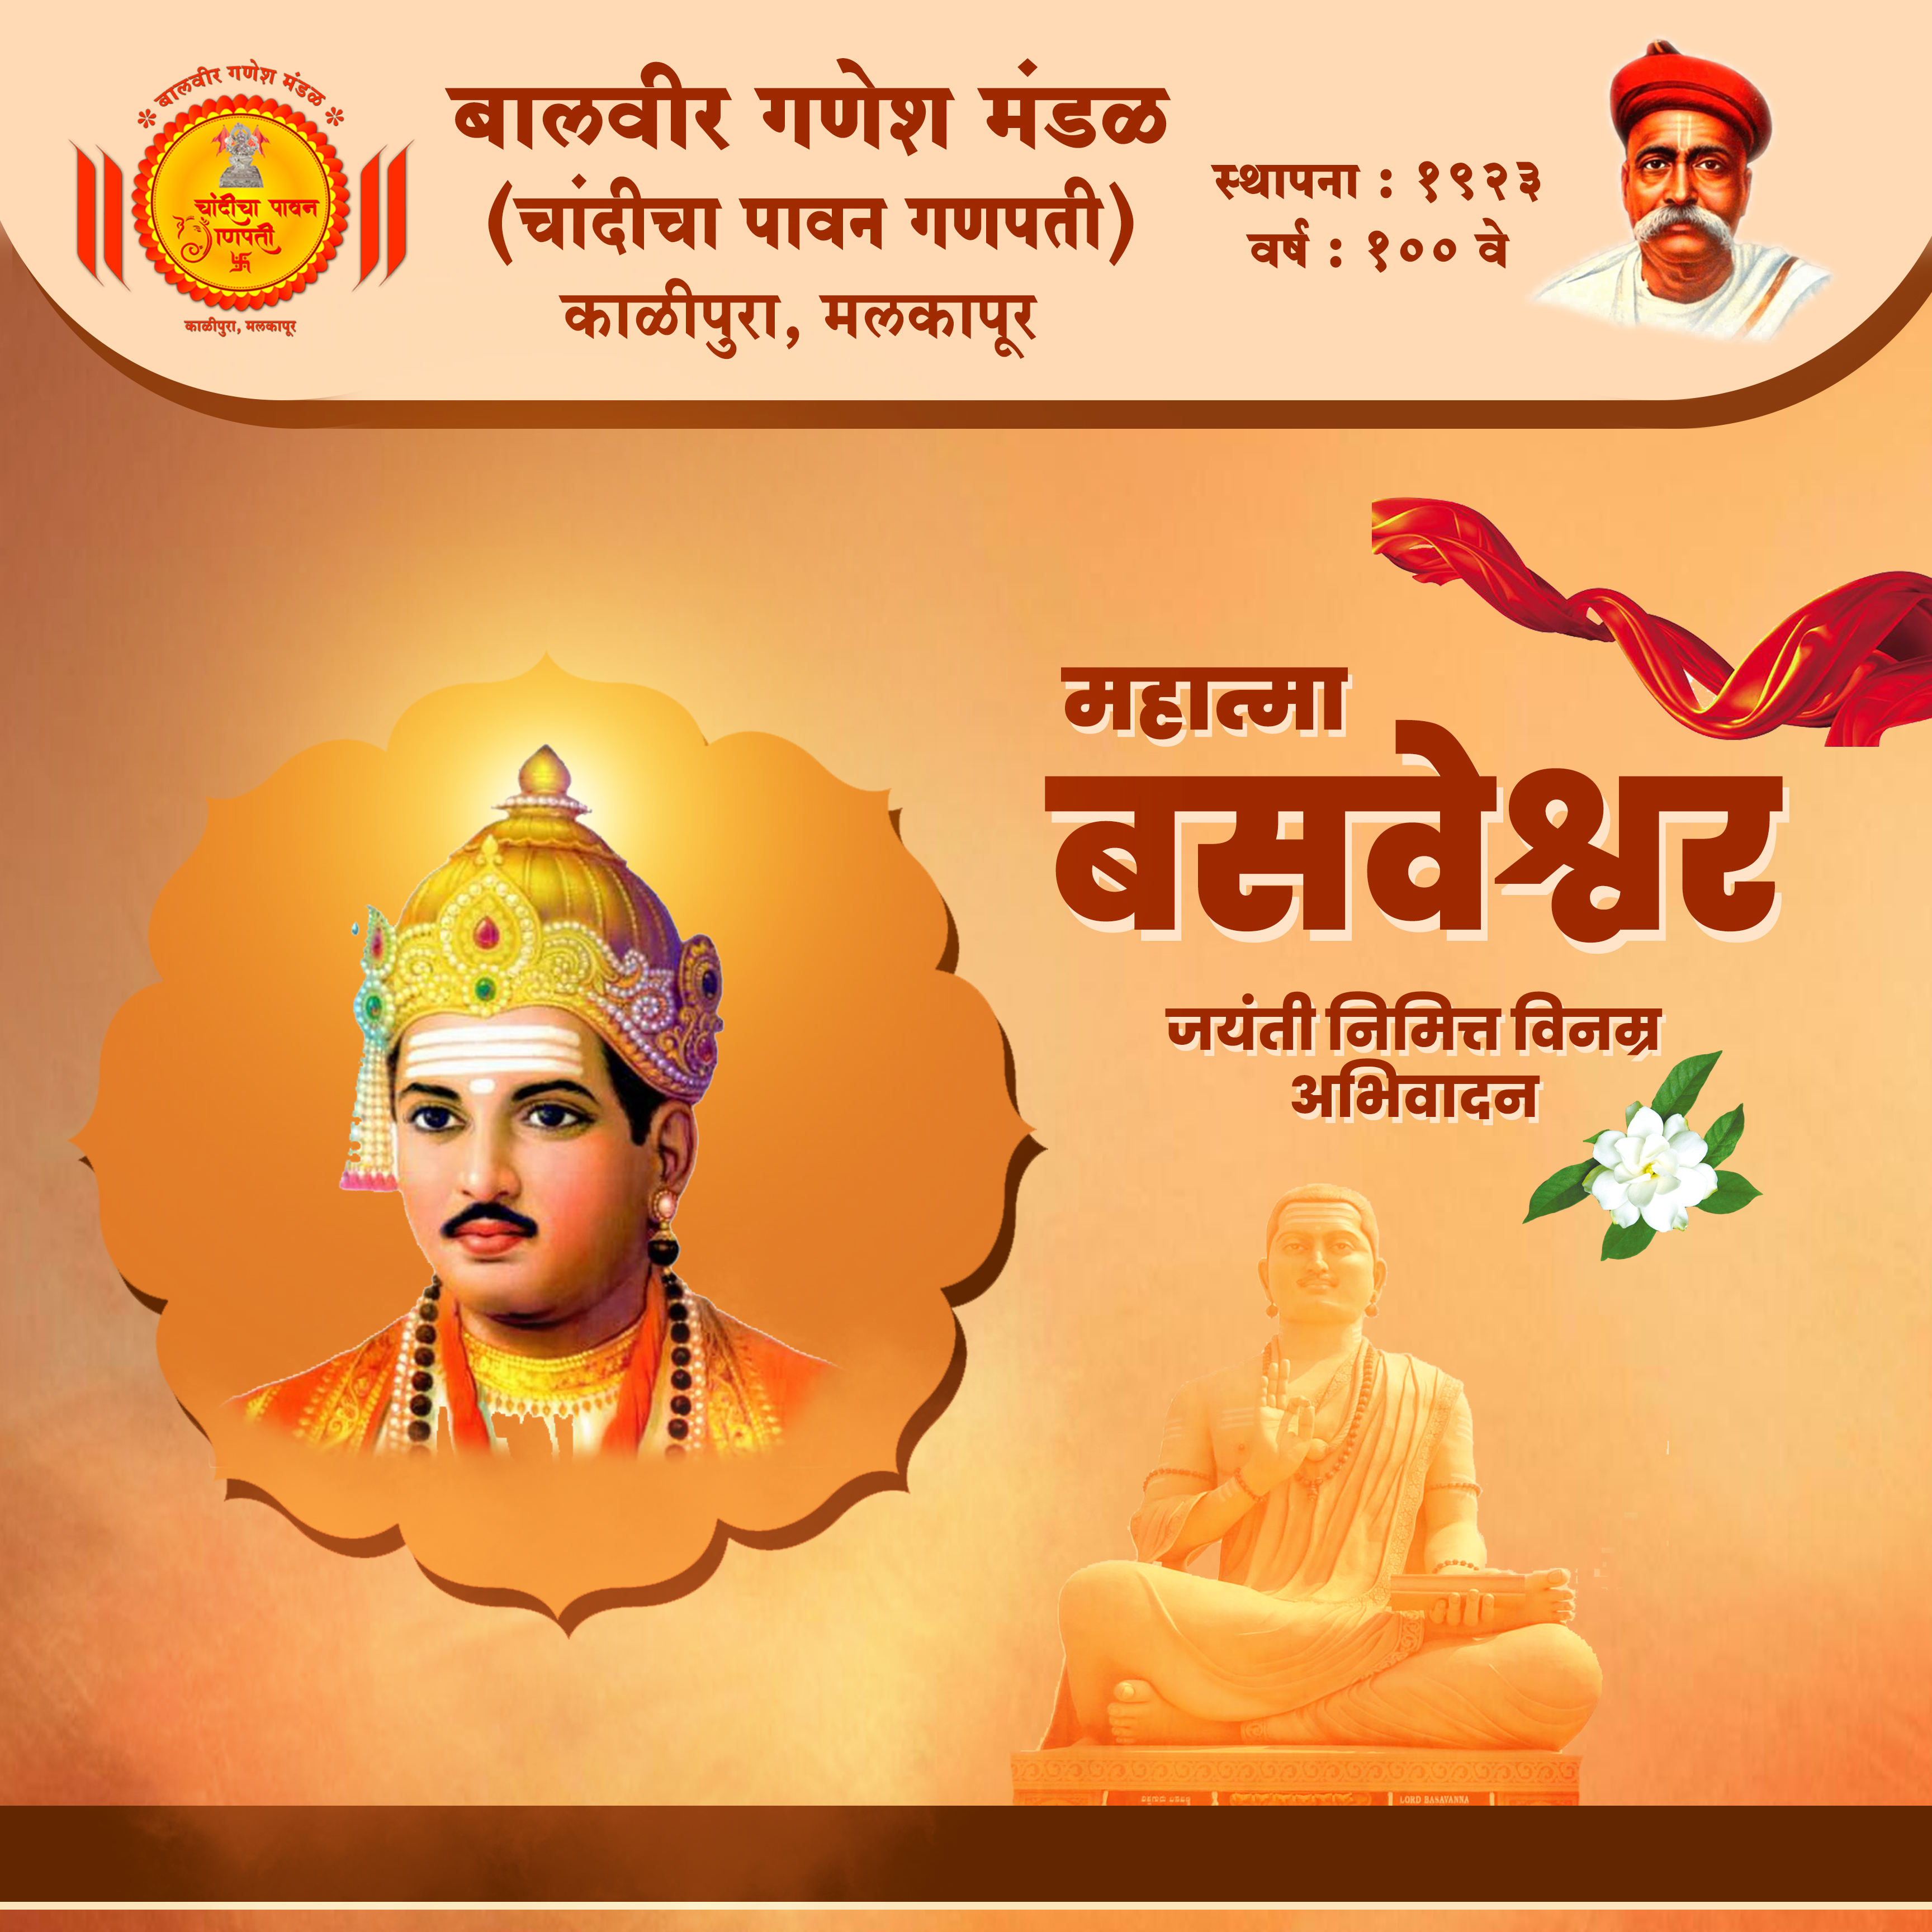 बालवीर गणेश मंडळ
चांदीचा पावन
गणपती
काळीपुरा, मलकापूर
बालवीर गणेश मंडळ
(चांदीचा पावन गणपती)
काळीपुरा, मलकापूर
स्थापना : १९२३
वर्ष : १०० वे
महात्मा
बसवेश्वर
जयंती निमित्त विनम्र
अभिवादन
LORD BASAVANNA